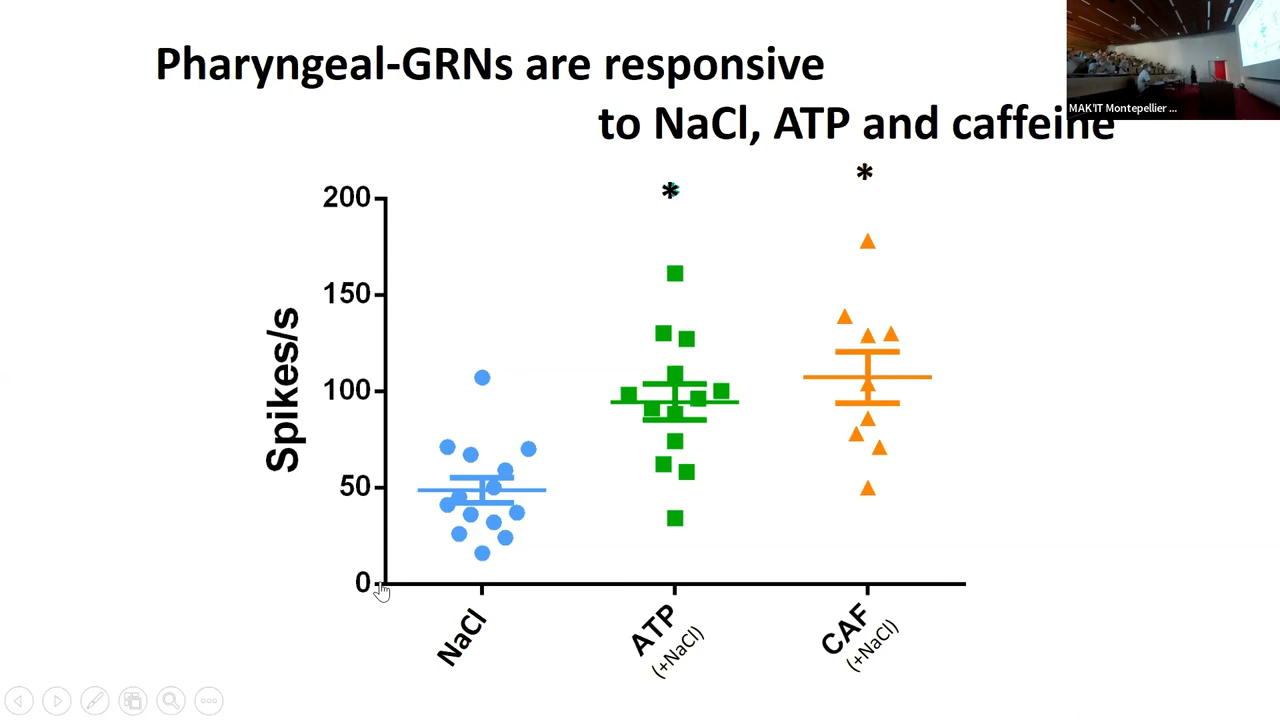 Pharyngeal-GRNs are responsive
to NaCl, ATP and caffeine
MAK'IT Montepellier ...
* *
200
150
100
50
0
Spikes/s
NaCl
ATP
(+NaCl)
CAF
(+NaCl)